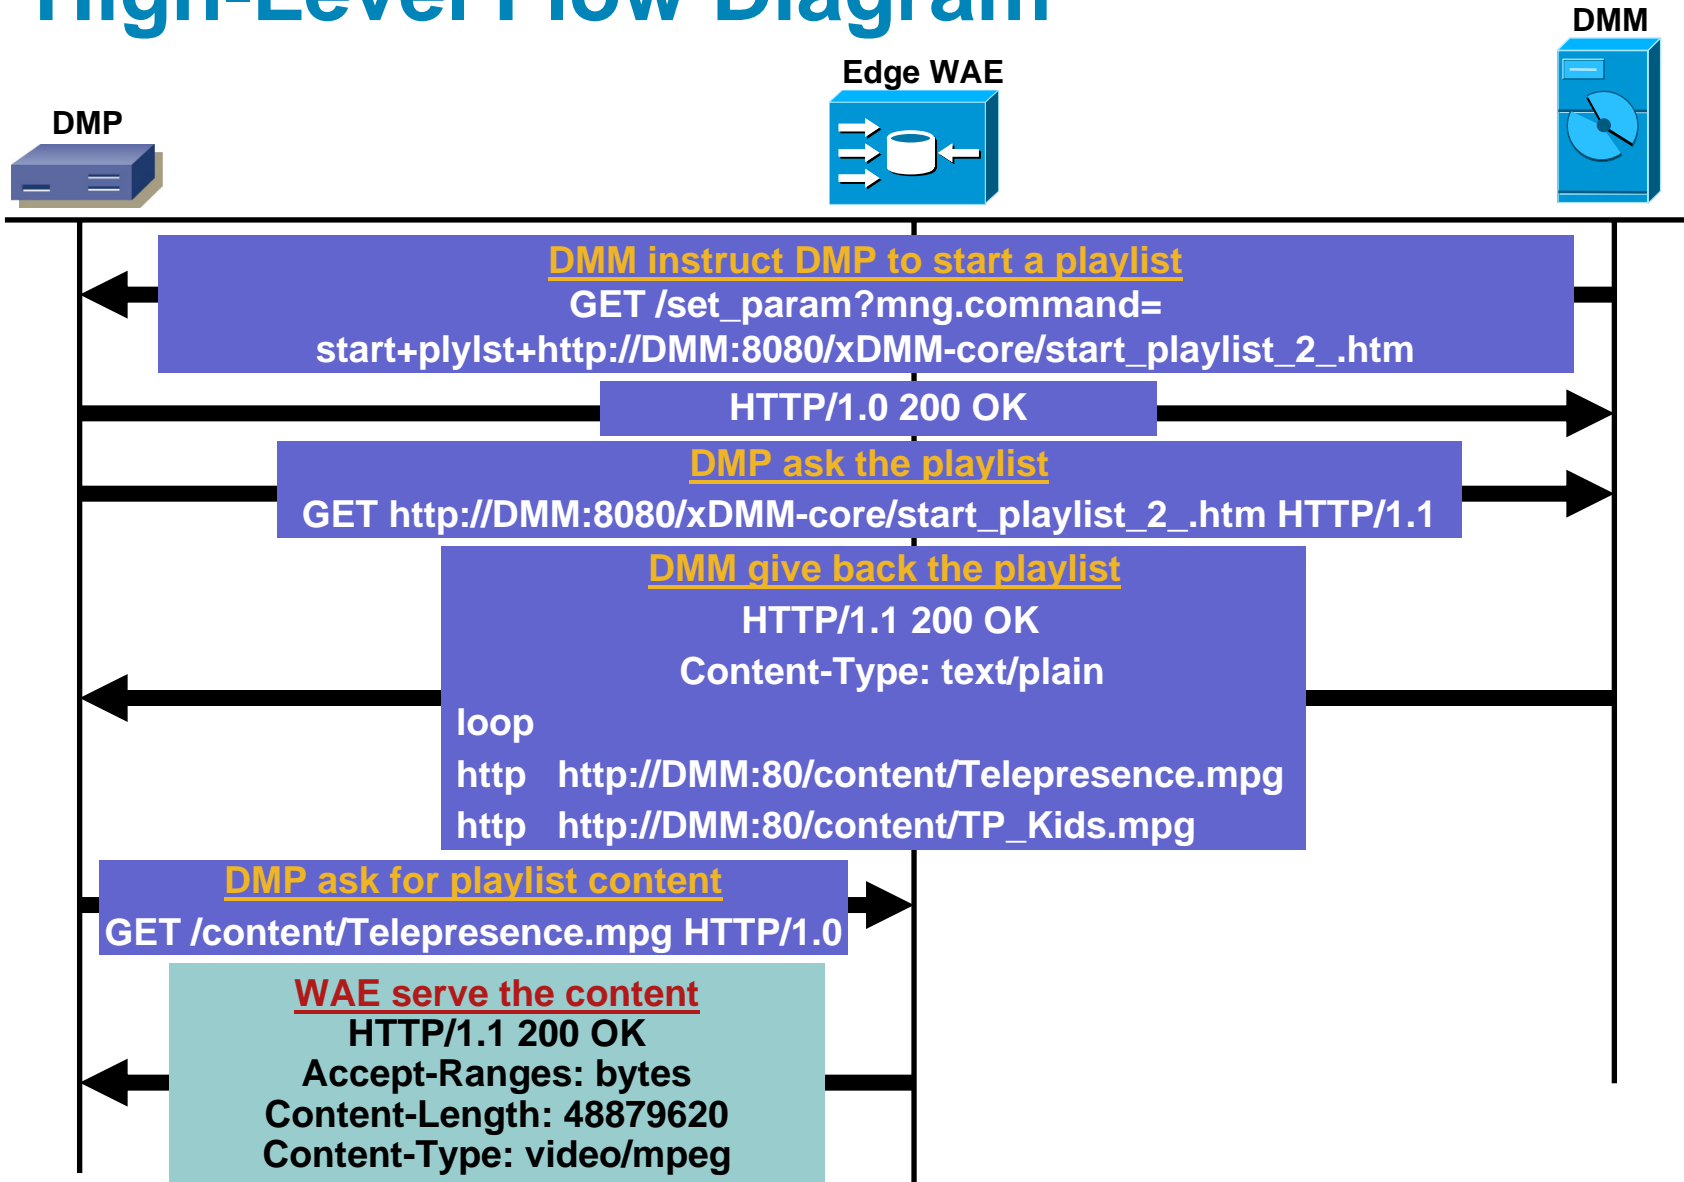 High-Level Flow Diagram
DMM
Edge WAE
DMP
DMM instruct DMP to start a playlist
GET /set_param?mng.command=
start+plylst+http://DMM:8080/xDMM-core/start_playlist_2_.htm
HTTP/1.0 200 OK
DMP ask the playlist
GET http://DMM:8080/xDMM-core/start_playlist_2_.htm HTTP/1.1
DMM give back the playlist
HTTP/1.1 200 OK
Content-Type: text/plain
loop
http http://DMM:80/content/Telepresence.mpg
http http://DMM:80/content/TP_Kids.mpg
DMP ask for playlist content
GET /content/Telepresence.mpg HTTP/1.0
WAE serve the content
HTTP/1.1 200 OK
Accept-Ranges: bytes
Content-Length: 48879620
Content-Type: video/mpeg